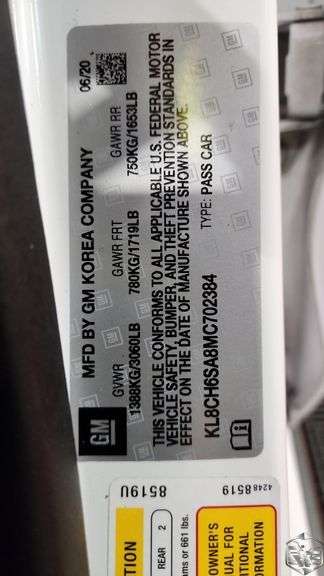 MFD BY GM KOREA COMPANY 06/20
GVWR GAWR FRT GAWR RR
1388KG/3060LB 780KG/1719LB 750KG/1653LB
THIS VEHICLE CONFORMS TO ALL APPLICABLE U.S. FEDERAL MOTOR
VEHICLE SAFETY, BUMPER, AND THEFT PREVENTION STANDARDS IN
EFFECT ON THE DATE OF MANUFACTURE SHOWN ABOVE.
KL8CH6SA8MC702384 TYPE: PASS CAR
GM
8519U
42488519
TION
REAR 2
ms or 661 lbs.
OWNER'S
UAL FOR
TIONAL
ORMATION